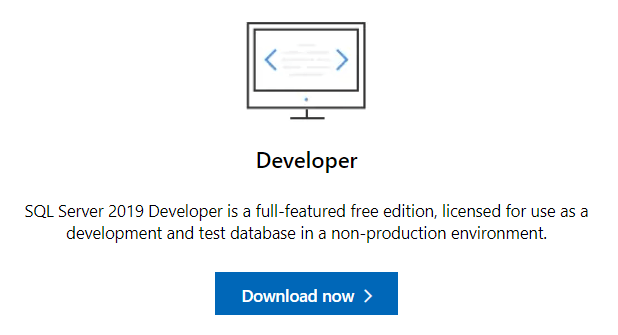 Developer
SQL Server 2019 Developer is a full-featured free edition, licensed for use as a
development and test database in a non-production environment.
Download now